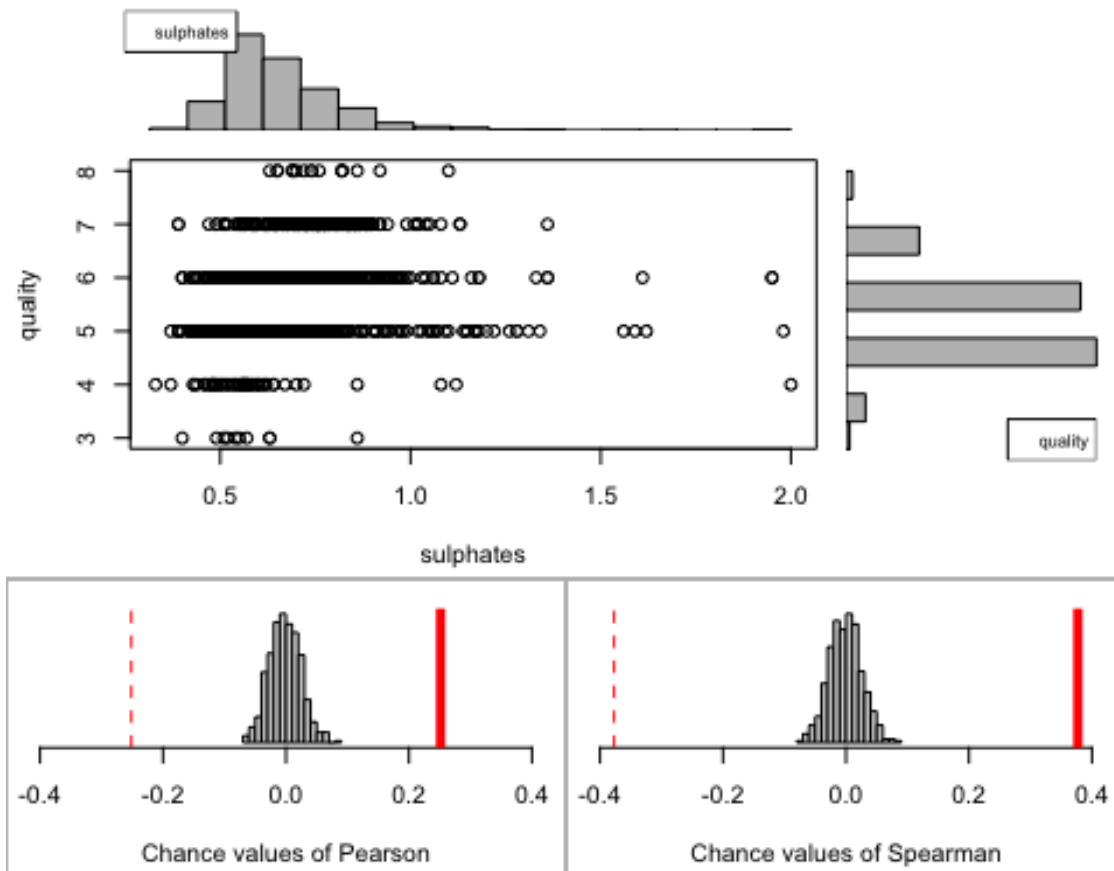 sulphates
quality
8
7
6
5
4
3
0.5 1.0 1.5 2.0
sulphates
quality
-0.4 -0.2 0.0 0.2 0.4
Chance values of Pearson
-0.4 -0.2 0.0 0.2 0.4
Chance values of Spearman